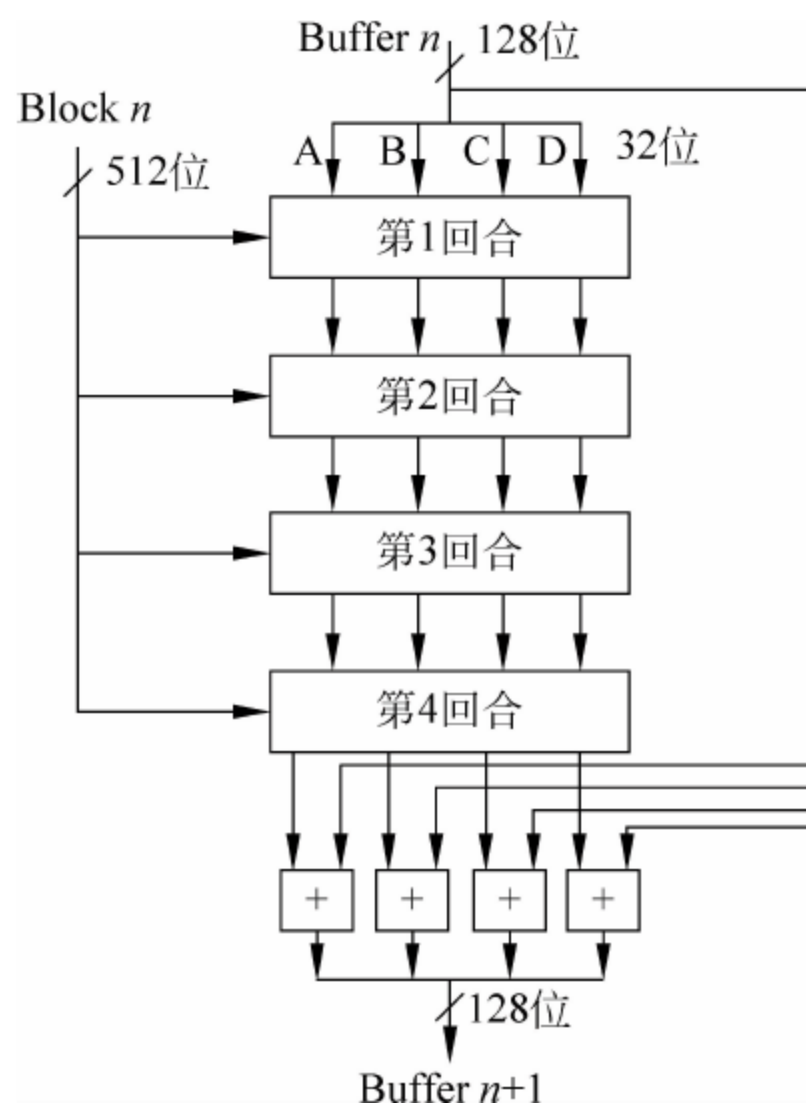 Buffer n
128位
Block n
512位
A B C D
32位
第1回合
第2回合
第3回合
第4回合
+ + + +
128位
Buffer n+1